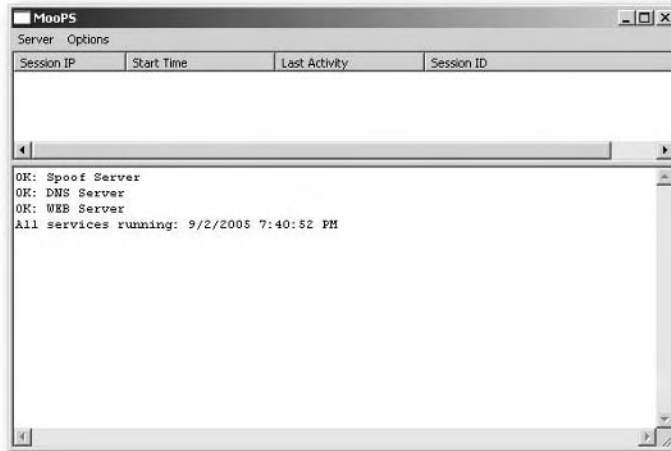 MooPS
Server Options
Session IP Start Time Last Activity Session ID
OK: Spoof Server
OK: DNS Server
OK: WEB Server
All services running: 9/2/2005 7:40:52 PM